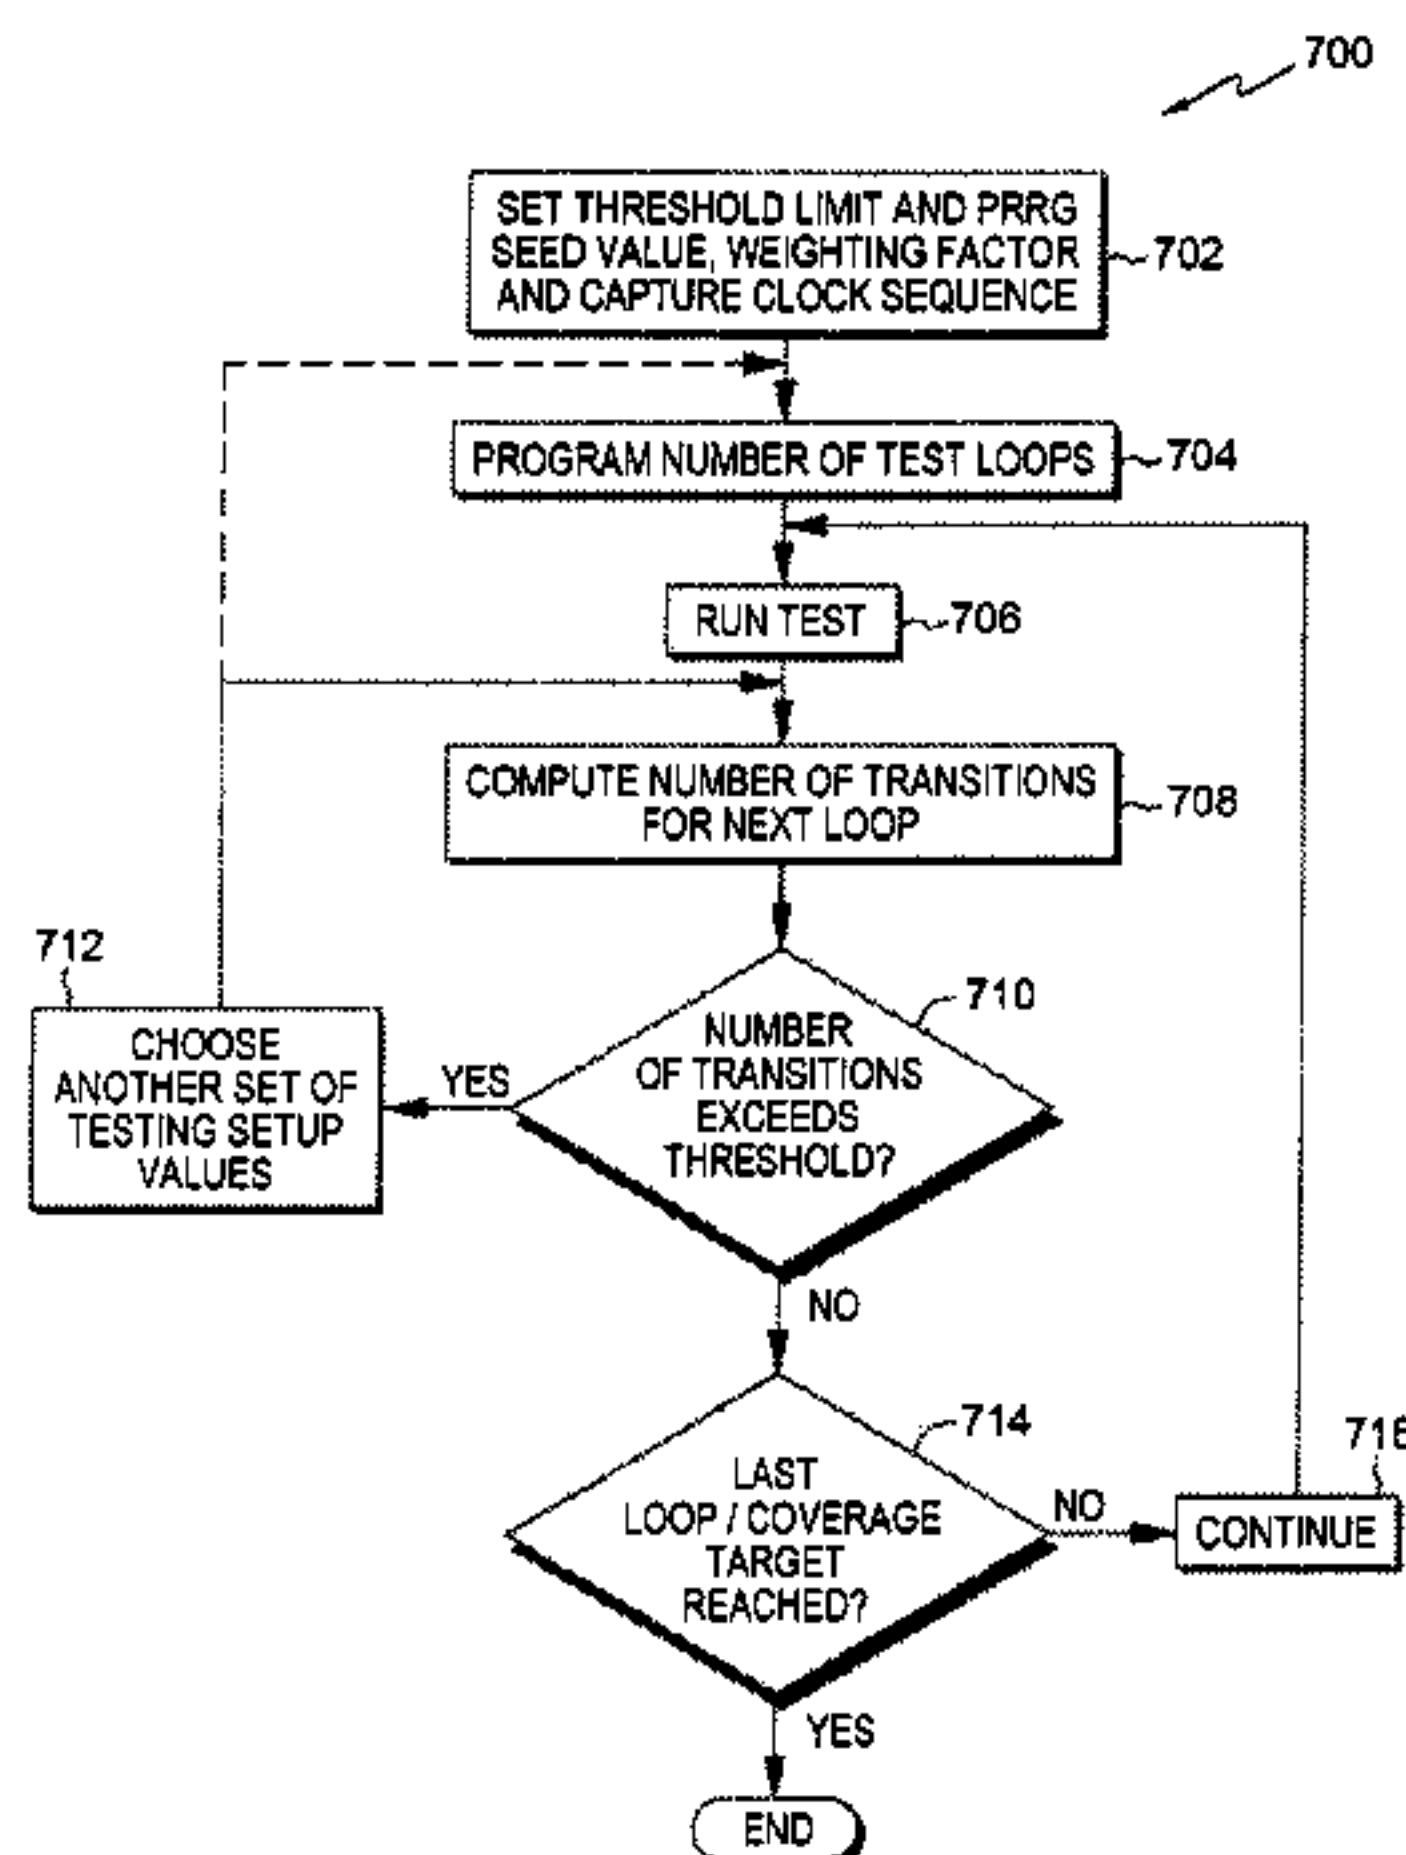 700
SET THRESHOLD LIMIT AND PRRG
SEED VALUE, WEIGHTING FACTOR
AND CAPTURE CLOCK SEQUENCE
702
PROGRAM NUMBER OF TEST LOOPS
704
RUN TEST
706
COMPUTE NUMBER OF TRANSITIONS
FOR NEXT LOOP
708
712
CHOOSE
ANOTHER SET OF
TESTING SETUP
VALUES
YES
710
NUMBER
OF TRANSITIONS
EXCEEDS
THRESHOLD?
NO
714
LAST
LOOP / COVERAGE
TARGET
REACHED?
NO
716
CONTINUE
YES
END